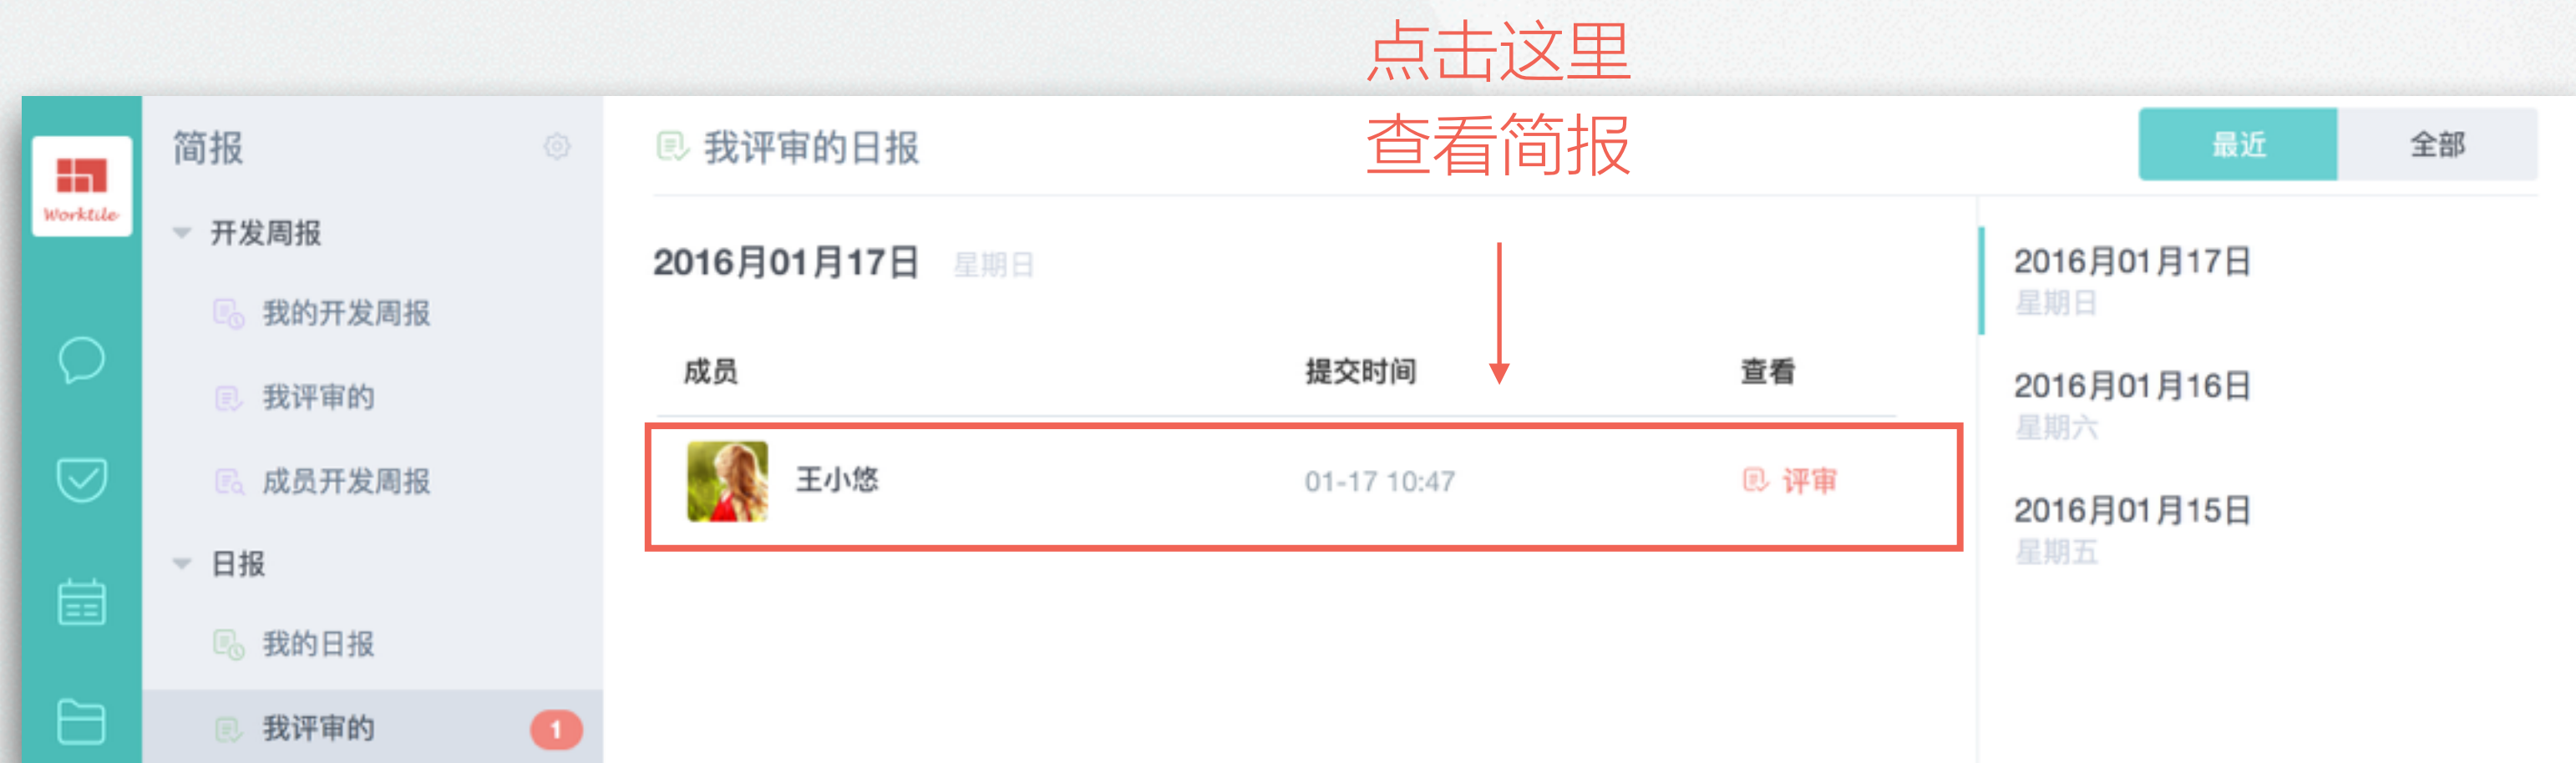 点击这里
查看简报
Worktile
简报
开发周报
我的开发周报
我评审的
成员开发周报
日报
我的日报
我评审的
1
我评审的日报
最近
全部
2016月01月17日 星期日
成员 提交时间 查看
王小悠 01-17 10:47 评审
2016月01月17日
星期日
2016月01月16日
星期六
2016月01月15日
星期五